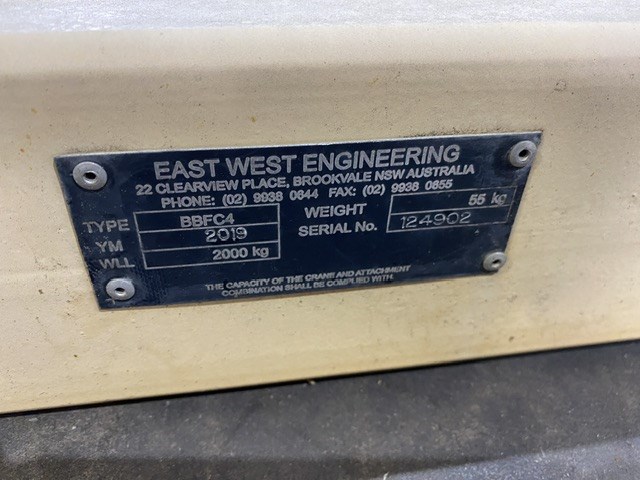 EAST WEST ENGINEERING
22 CLEARVIEW PLACE, BROOKVALE NSW AUSTRALIA
PHONE: (02) 9938 0844 FAX: (02) 9938 0855
TYPE BBFC4 WEIGHT 55 kg
YM 2019 SERIAL No. 124902
WLL 2000 kg
THE CAPACITY OF THE CRANE AND ATTACHMENT
COMBINATION SHALL BE COMPLIED WITH.